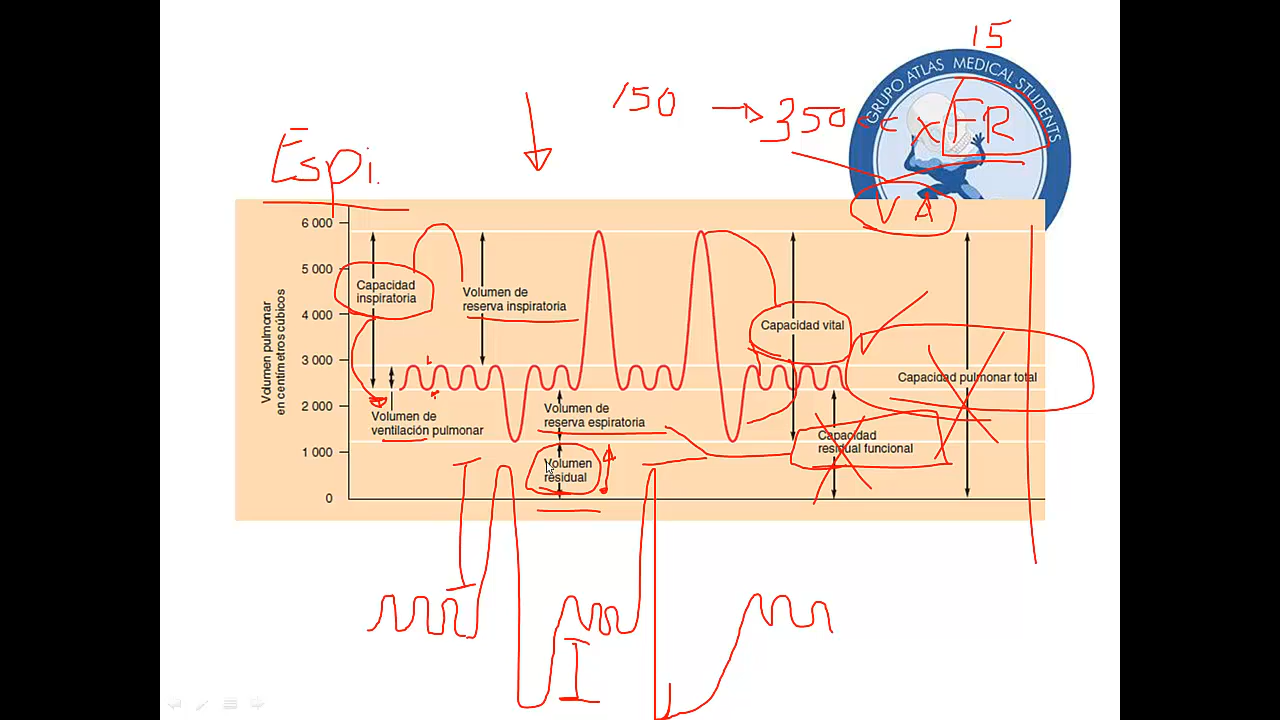 15
GRUPO ATLAS MEDICAL STUDENTS
150 → 350 cc x FR
Espi.
VA
6 000
5 000
4 000
3 000
2 000
1 000
0
Volumen pulmonar
en centímetros cúbicos
Capacidad
inspiratoria
Volumen de
reserva inspiratoria
Capacidad vital
Capacidad pulmonar total
Volumen de
ventilación pulmonar
Volumen de
reserva espiratoria
Capacidad
residual funcional
Volumen
residual